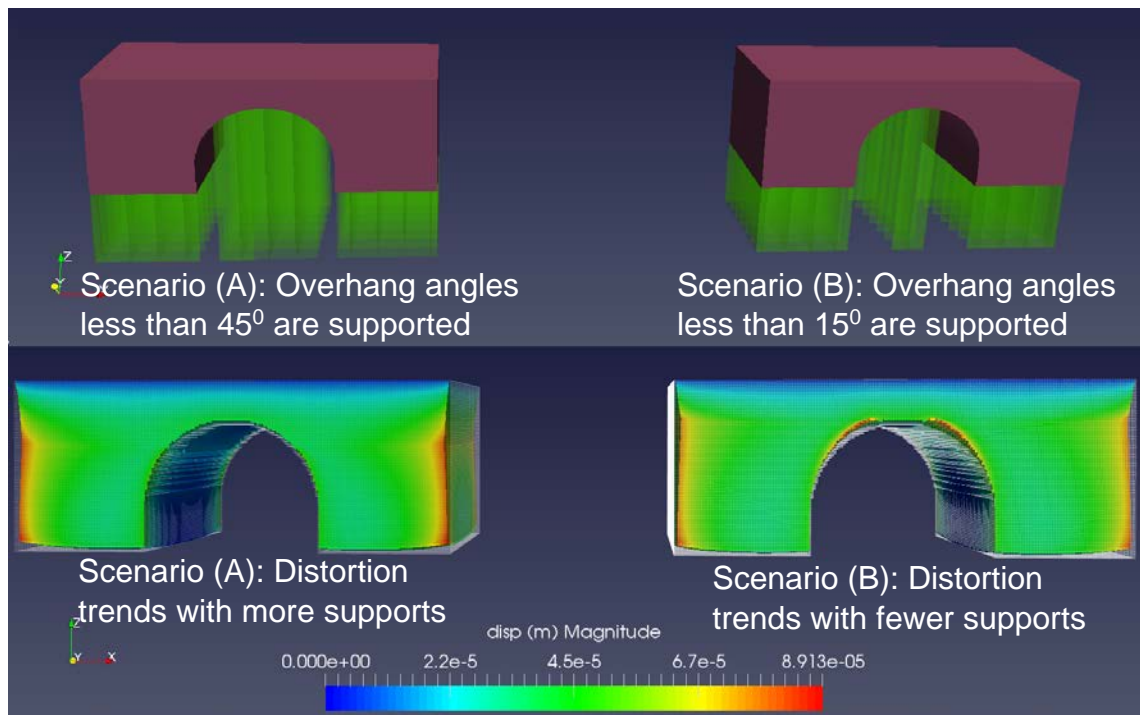 Z
Y
Scenario (A): Overhang angles
less than 45⁰ are supported
Scenario (B): Overhang angles
less than 15⁰ are supported
Scenario (A): Distortion
trends with more supports
Scenario (B): Distortion
trends with fewer supports
Z
Y
X
disp (m) Magnitude
0.000e+00 2.2e-5 4.5e-5 6.7e-5 8.913e-05